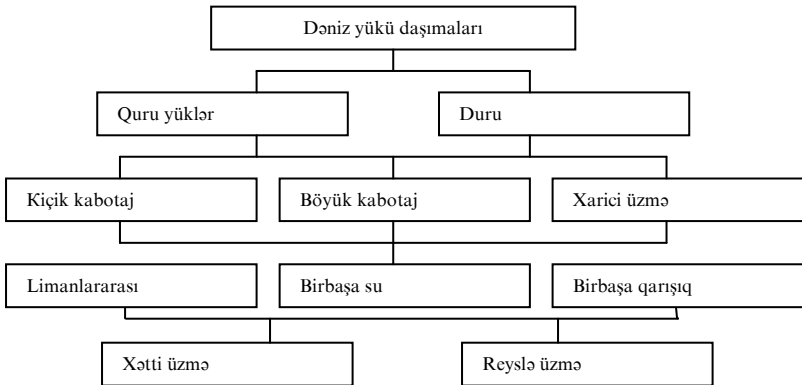 Dəniz yükü daşımaları
Quru yüklər
Duru
Kiçik kabotaj
Böyük kabotaj
Xarici üzmə
Limanlararası
Birbaşa su
Birbaşa qarışıq
Xətti üzmə
Reyslə üzmə